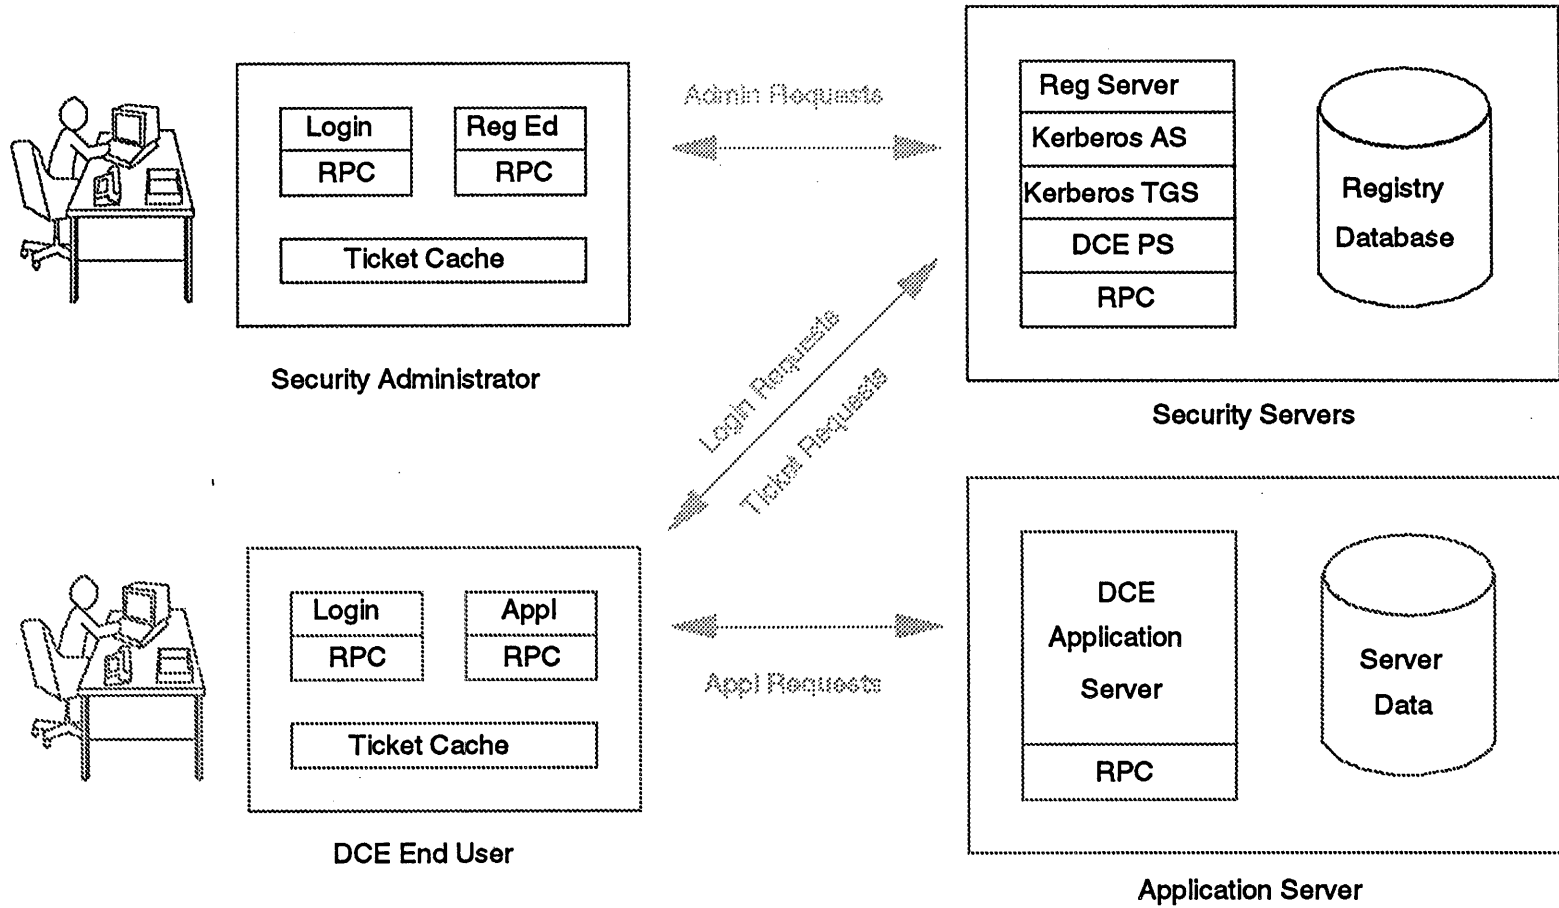 Login
RPC
Reg Ed
RPC
Ticket Cache
Security Administrator
Admin Requests
Reg Server
Kerberos AS
Kerberos TGS
DCE PS
RPC
Registry
Database
Security Servers
Login Requests
Ticket Requests
Login
RPC
Appl
RPC
Ticket Cache
DCE End User
Appl Requests
DCE
Application
Server
RPC
Server
Data
Application Server